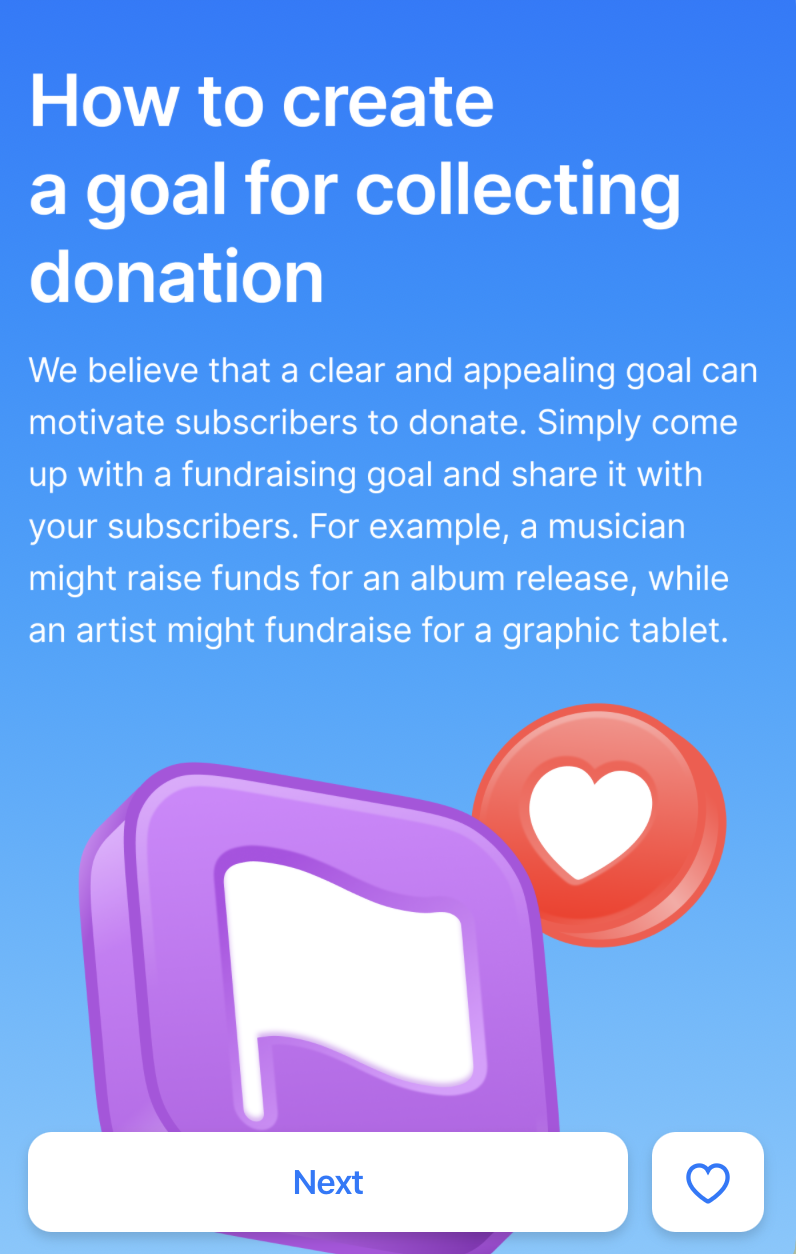 How to create
a goal for collecting
donation
We believe that a clear and appealing goal can
motivate subscribers to donate. Simply come
up with a fundraising goal and share it with
your subscribers. For example, a musician
might raise funds for an album release, while
an artist might fundraise for a graphic tablet.
Next